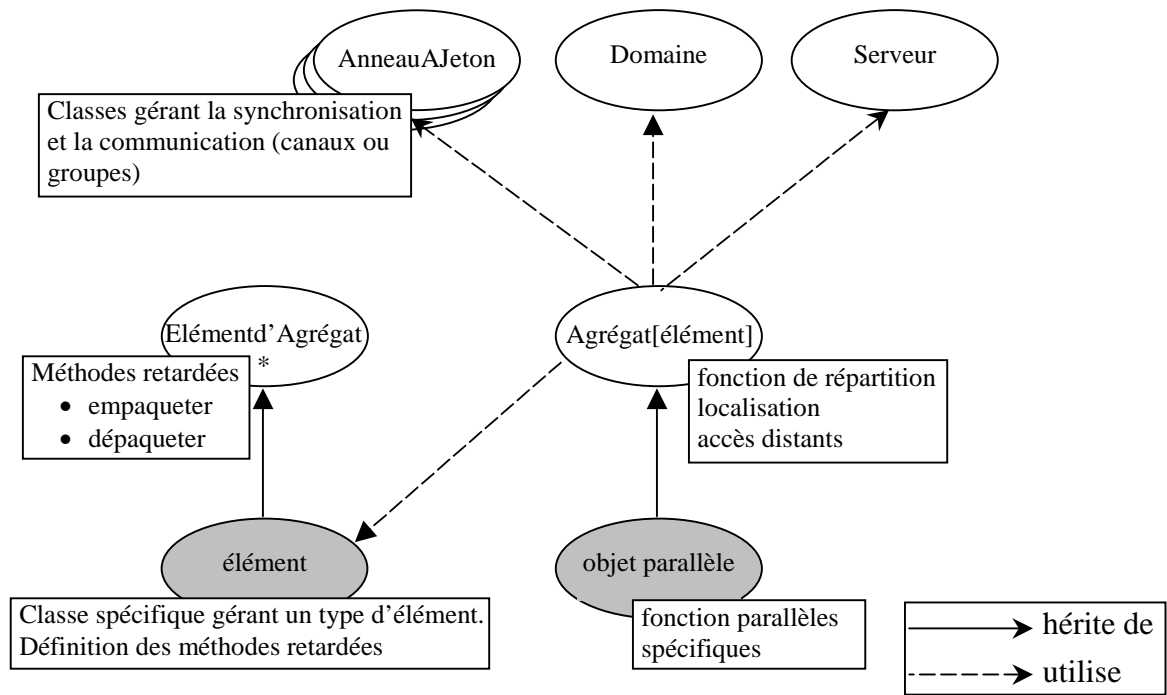 AnneauAJeton
Domaine
Serveur
Classes gérant la synchronisation
et la communication (canaux ou
groupes)
Elémentd’Agrégat
*
Agrégat[élément]
Méthodes retardées
• empaqueter
• dépaqueter
fonction de répartition
localisation
accès distants
élément
objet parallèle
Classe spécifique gérant un type d’élément.
Définition des méthodes retardées
fonction parallèles
spécifiques
hérite de
utilise